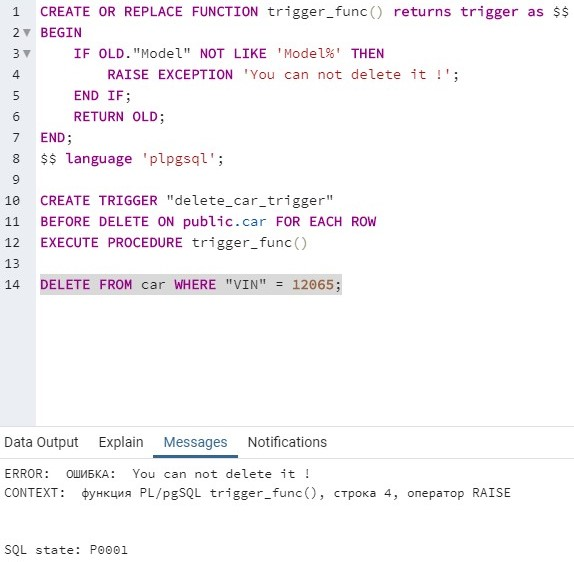 1 CREATE OR REPLACE FUNCTION trigger_func() returns trigger as $$
2 BEGIN
3 IF OLD."Model" NOT LIKE 'Model%' THEN
4 RAISE EXCEPTION 'You can not delete it !';
5 END IF;
6 RETURN OLD;
7 END;
8 $$ language 'plpgsql';
9
10 CREATE TRIGGER "delete_car_trigger"
11 BEFORE DELETE ON public.car FOR EACH ROW
12 EXECUTE PROCEDURE trigger_func()
13
14 DELETE FROM car WHERE "VIN" = 12065;
Data Output Explain Messages Notifications
ERROR: ОШИБКА: You can not delete it !
CONTEXT: функция PL/pgSQL trigger_func(), строка 4, оператор RAISE
SQL state: P0001